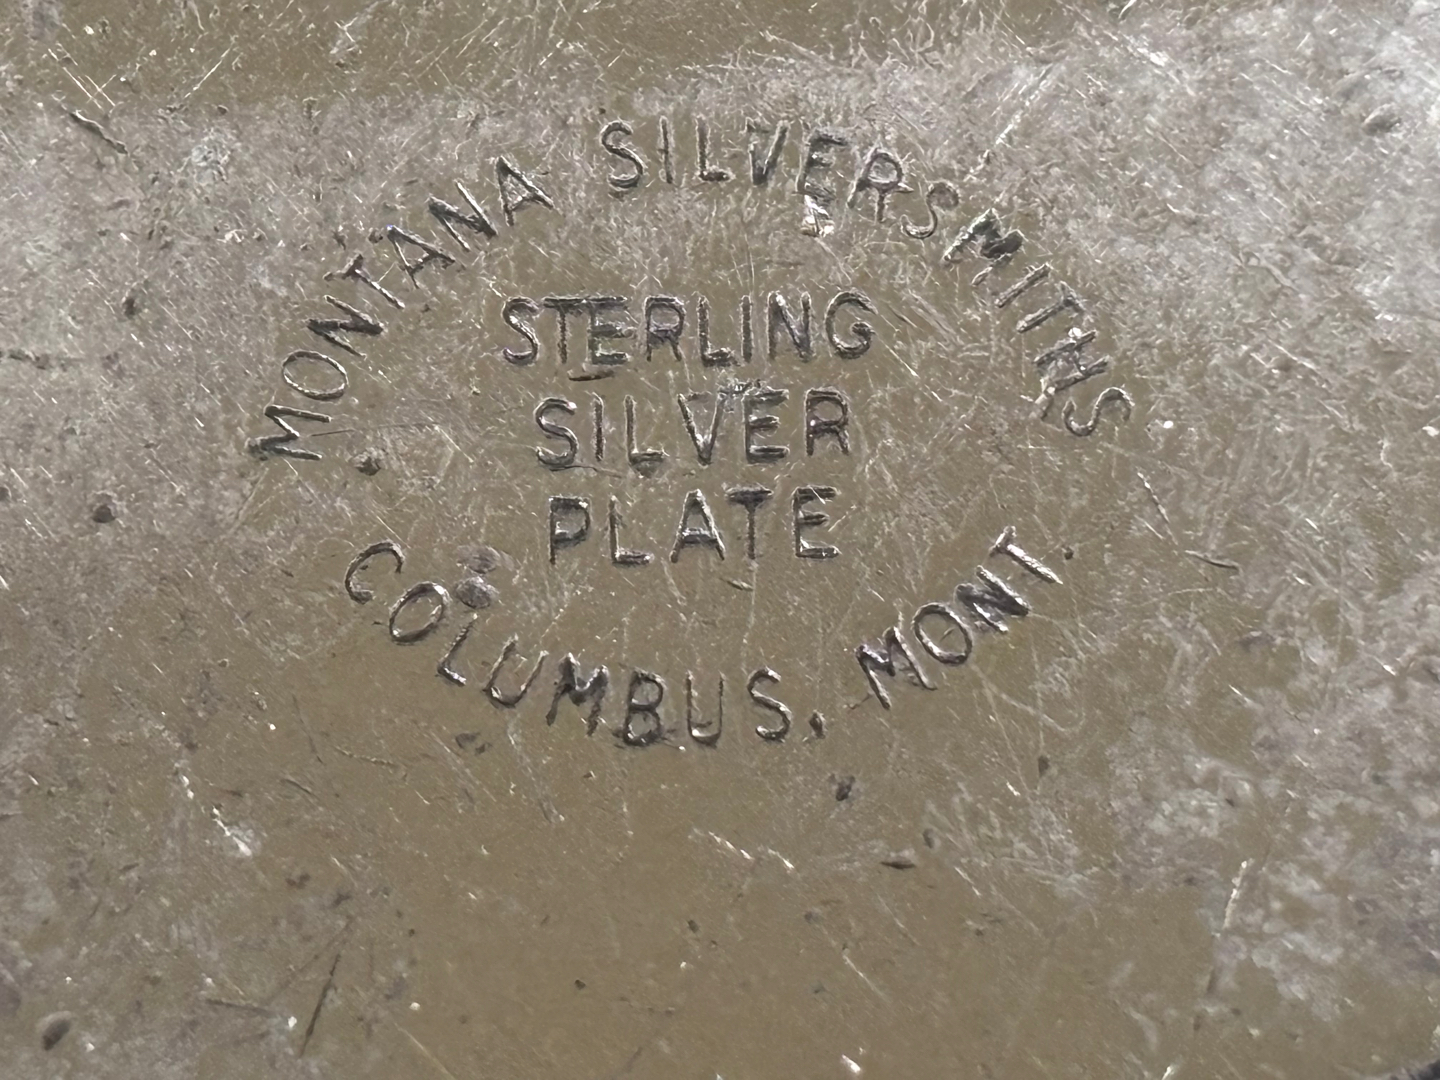 MONTANA SILVERSMITHS
STERLING
SILVER
PLATE
COLUMBUS, MONT.